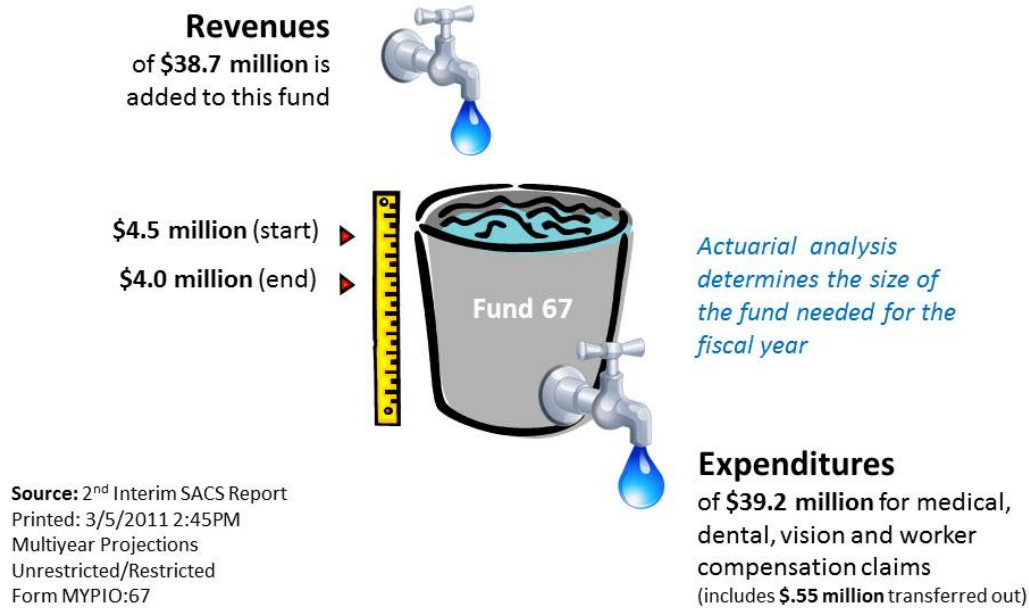 Revenues
of $38.7 million is
added to this fund
$4.5 million (start)
$4.0 million (end)
Fund 67
Actuarial analysis
determines the size of
the fund needed for the
fiscal year
Expenditures
of $39.2 million for medical,
dental, vision and worker
compensation claims
(includes $.55 million transferred out)
Source: 2nd Interim SACS Report
Printed: 3/5/2011 2:45PM
Multiyear Projections
Unrestricted/Restricted
Form MYPIO:67